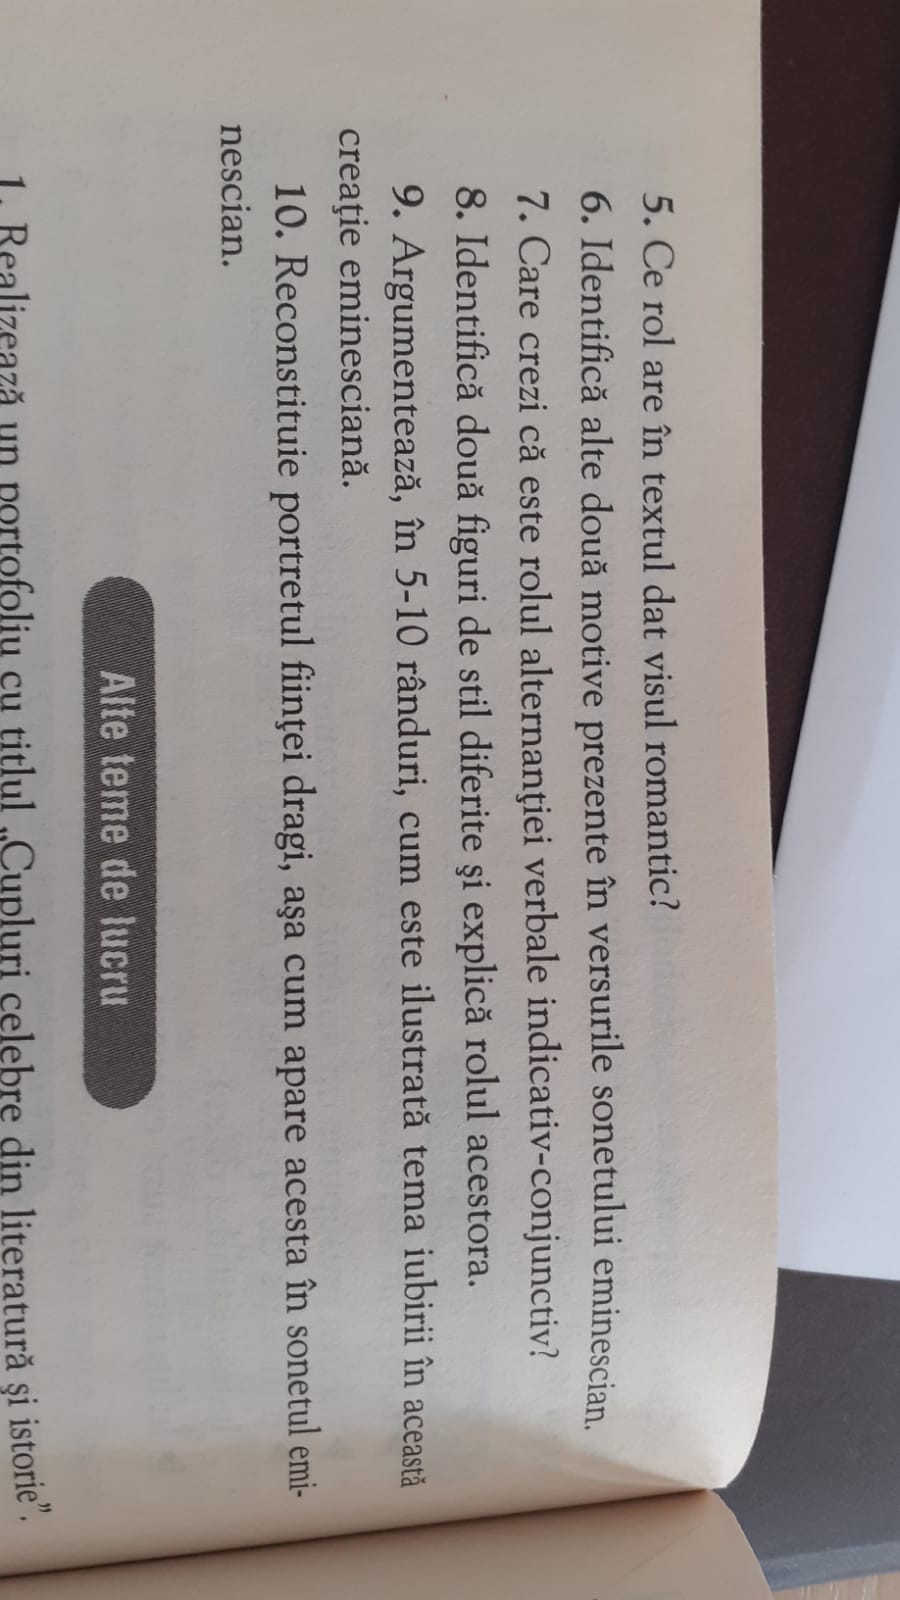 5. Ce rol are în textul dat visul romantic?
6. Identifică alte două motive prezente în versurile sonetului eminescian.
7. Care crezi că este rolul alternanţiei verbale indicativ-conjunctiv?
8. Identifică două figuri de stil diferite şi explică rolul acestora.
9. Argumentează, în 5-10 rânduri, cum este ilustrată tema iubirii în această
creaţie eminesciană.
10. Reconstituie portretul fiinţei dragi, aşa cum apare acesta în sonetul emi-
nescian.
Alte teme de lucru
1. Realizează un portofoliu cu titlul „Cupluri celebre din literatură şi istorie”.